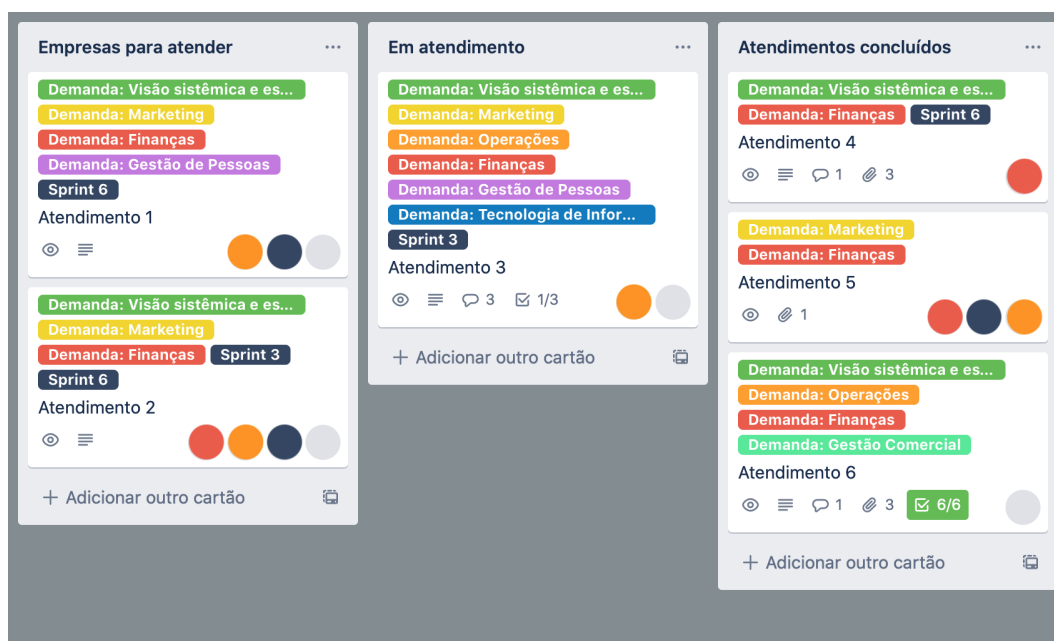 Empresas para atender
Demanda: Visão sistêmica e es...
Demanda: Marketing
Demanda: Finanças
Demanda: Gestão de Pessoas
Sprint 6
Atendimento 1
Demanda: Visão sistêmica e es...
Demanda: Marketing
Demanda: Finanças Sprint 3
Sprint 6
Atendimento 2
+ Adicionar outro cartão
Em atendimento
Demanda: Visão sistêmica e es...
Demanda: Marketing
Demanda: Operações
Demanda: Finanças
Demanda: Gestão de Pessoas
Demanda: Tecnologia de Infor...
Sprint 3
Atendimento 3
3 1/3
+ Adicionar outro cartão
Atendimentos concluídos
Demanda: Visão sistêmica e es...
Demanda: Finanças Sprint 6
Atendimento 4
1 3
Demanda: Marketing
Demanda: Finanças
Atendimento 5
1
Demanda: Visão sistêmica e es...
Demanda: Operações
Demanda: Finanças
Demanda: Gestão Comercial
Atendimento 6
1 3 6/6
+ Adicionar outro cartão